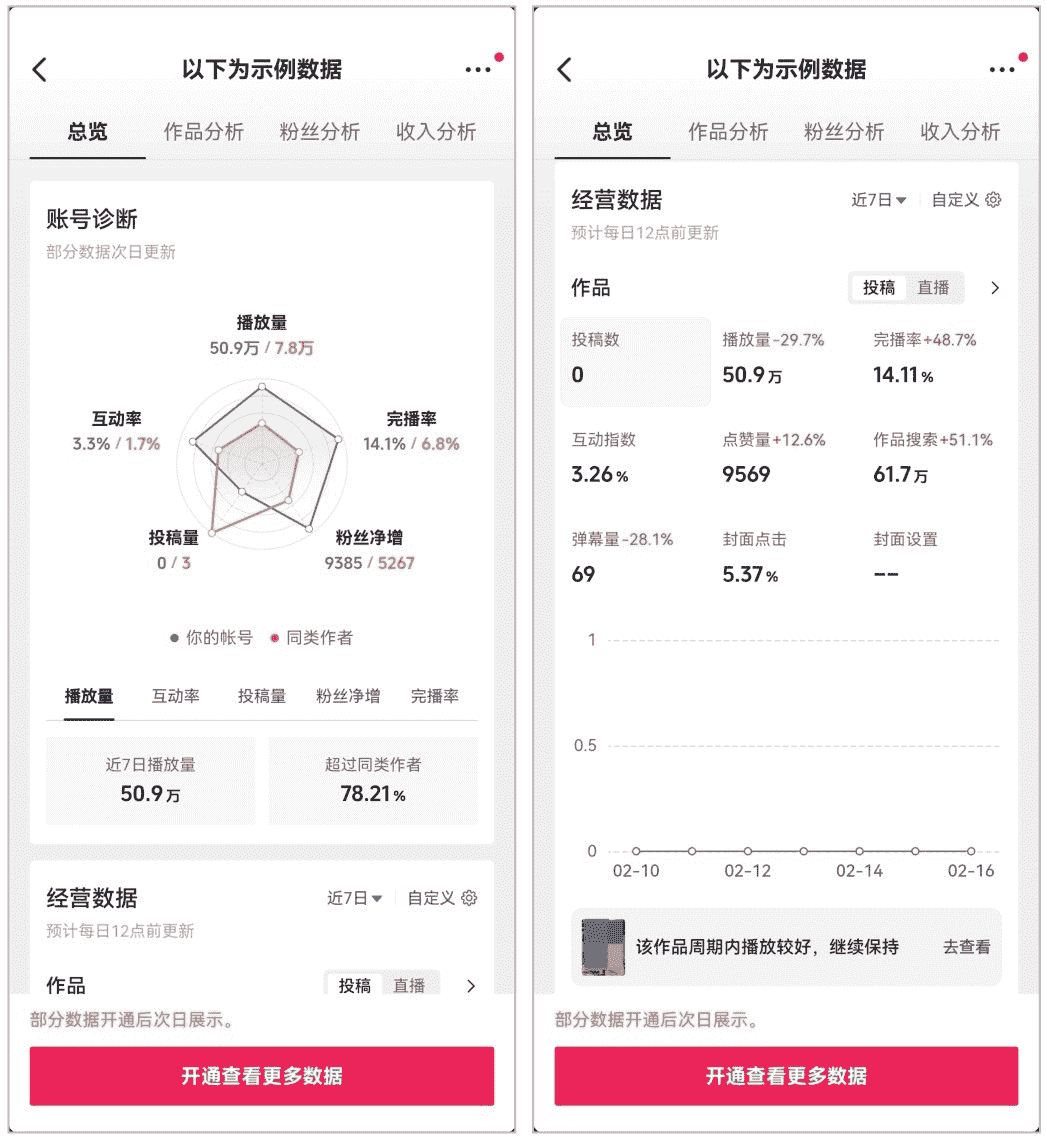 以下为示例数据
总览 作品分析 粉丝分析 收入分析
账号诊断
部分数据次日更新
播放量
50.9万 / 7.8万
互动率
3.3% / 1.7%
完播率
14.1% / 6.8%
投稿量
0 / 3
粉丝净增
9385 / 5267
你的帐号 同类作者
播放量 互动率 投稿量 粉丝净增 完播率
近7日播放量
50.9万
超过同类作者
78.21%
经营数据 近7日 自定义
预计每日12点前更新
作品 投稿 直播
部分数据开通后次日展示。
开通查看更多数据
以下为示例数据
总览 作品分析 粉丝分析 收入分析
经营数据 近7日 自定义
预计每日12点前更新
作品 投稿 直播
投稿数 播放量-29.7% 完播率+48.7%
0 50.9万 14.11%
互动指数 点赞量+12.6% 作品搜索+51.1%
3.26% 9569 61.7万
弹幕量-28.1% 封面点击 封面设置
69 5.37% --
1
0.5
0
02-10 02-12 02-14 02-16
该作品周期内播放较好，继续保持 去查看
部分数据开通后次日展示。
开通查看更多数据